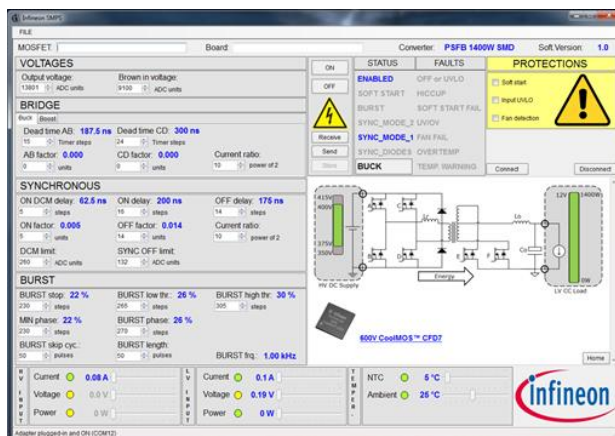 Infineon SMPS
FILE
MOSFET: Board: Converter: PSFB 1400W SMD Soft.Version: 1.0
VOLTAGES
Output voltage: Brown in voltage:
13801 ADC units 9100 ADC units
BRIDGE
Buck Boost
Dead time AB: 187.5 ns Dead time CD: 300 ns
15 Timer steps 24 Timer steps
AB factor: 0.000 CD factor: 0.000 Current ratio:
0 units 0 units 10 power of 2
SYNCHRONOUS
ON DCM delay: 62.5 ns ON delay: 200 ns OFF delay: 175 ns
5 steps steps 14 steps
ON factor: 0.005 OFF factor: 0.014 Current ratio:
5 units 14 units 10 power of 2
DCM limit: SYNC OFF limit:
260 ADC units 132 ADC units
BURST
BURST stop: 22 % BURST low thr.: 26 % BURST high thr: 30 %
230 steps 265 steps 305 steps
MIN phase: 22 % BURST phase: 26 %
230 steps 270 steps
BURST skip cyc.: BURST length:
50 pulses 50 pulses BURST frq.: 1.00 kHz
ON
OFF
Receive
Send
STATUS FAULTS
ENABLED OFF or UVLO
SOFT START HICCUP
BURST SOFT START FAIL
SYNC_MODE_2 UV/OV
SYNC_MODE_1 FAN FAIL
SYNC_DIODES OVERTEMP
BUCK TEMP. WARNING
PROTECTIONS
Soft start
Input UVLO
Fan detection
Connect Disconnect
415V
400V
375V
350V
HV DC Supply
A
C
B
D
Lr
E
F
Lo
Co
12V 1400W
0W
LV CC Load
Energy
600V CoolMOS™ CFD7
Home
HV INPUT
Current 0.08 A
Voltage 0.0 V
Power 0 W
LV INPUT
Current 0.1 A
Voltage 0.19 V
Power 0 W
TEMPER.
NTC 5 °C
Ambient 25 °C
infineon
Adapter plugged-in and ON (COM12)